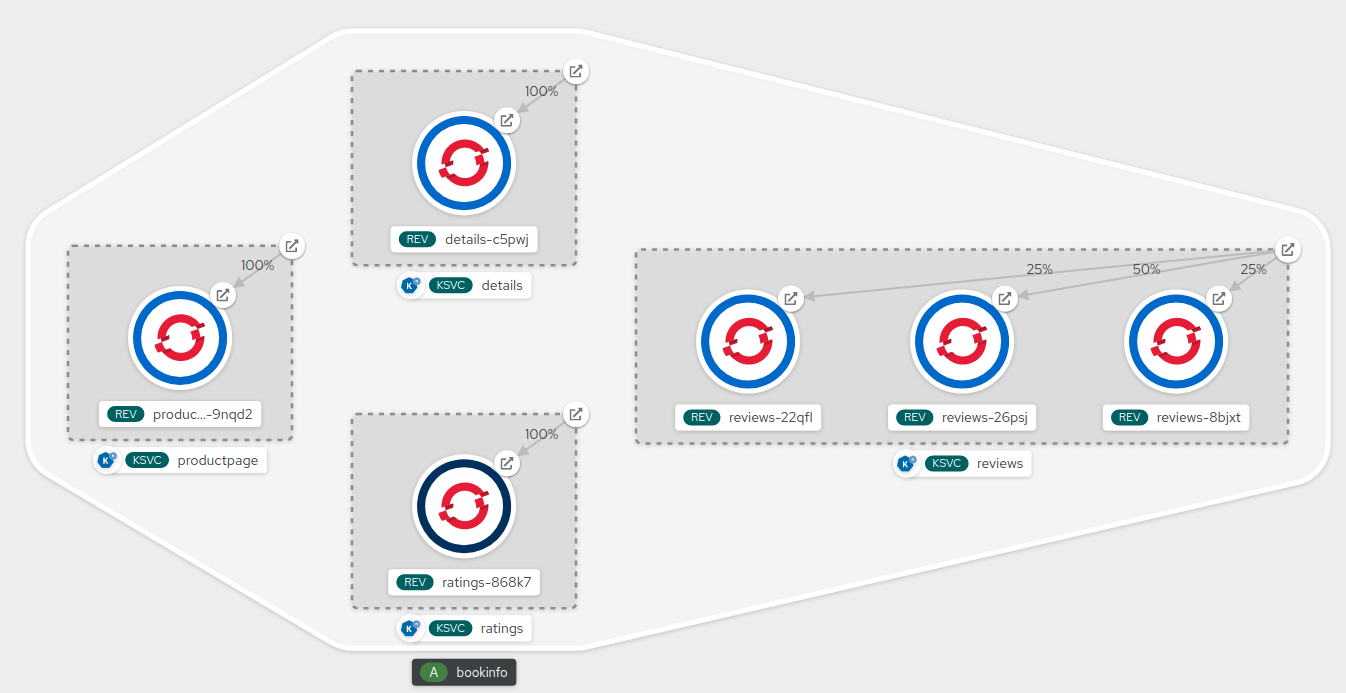 100%
REV details-c5pwj
K KSVC details
100%
REV produc...-9nqd2
K KSVC productpage
25% 50% 25%
REV reviews-22qfl REV reviews-26psj REV reviews-8bjxt
K KSVC reviews
100%
REV ratings-868k7
K KSVC ratings
A bookinfo